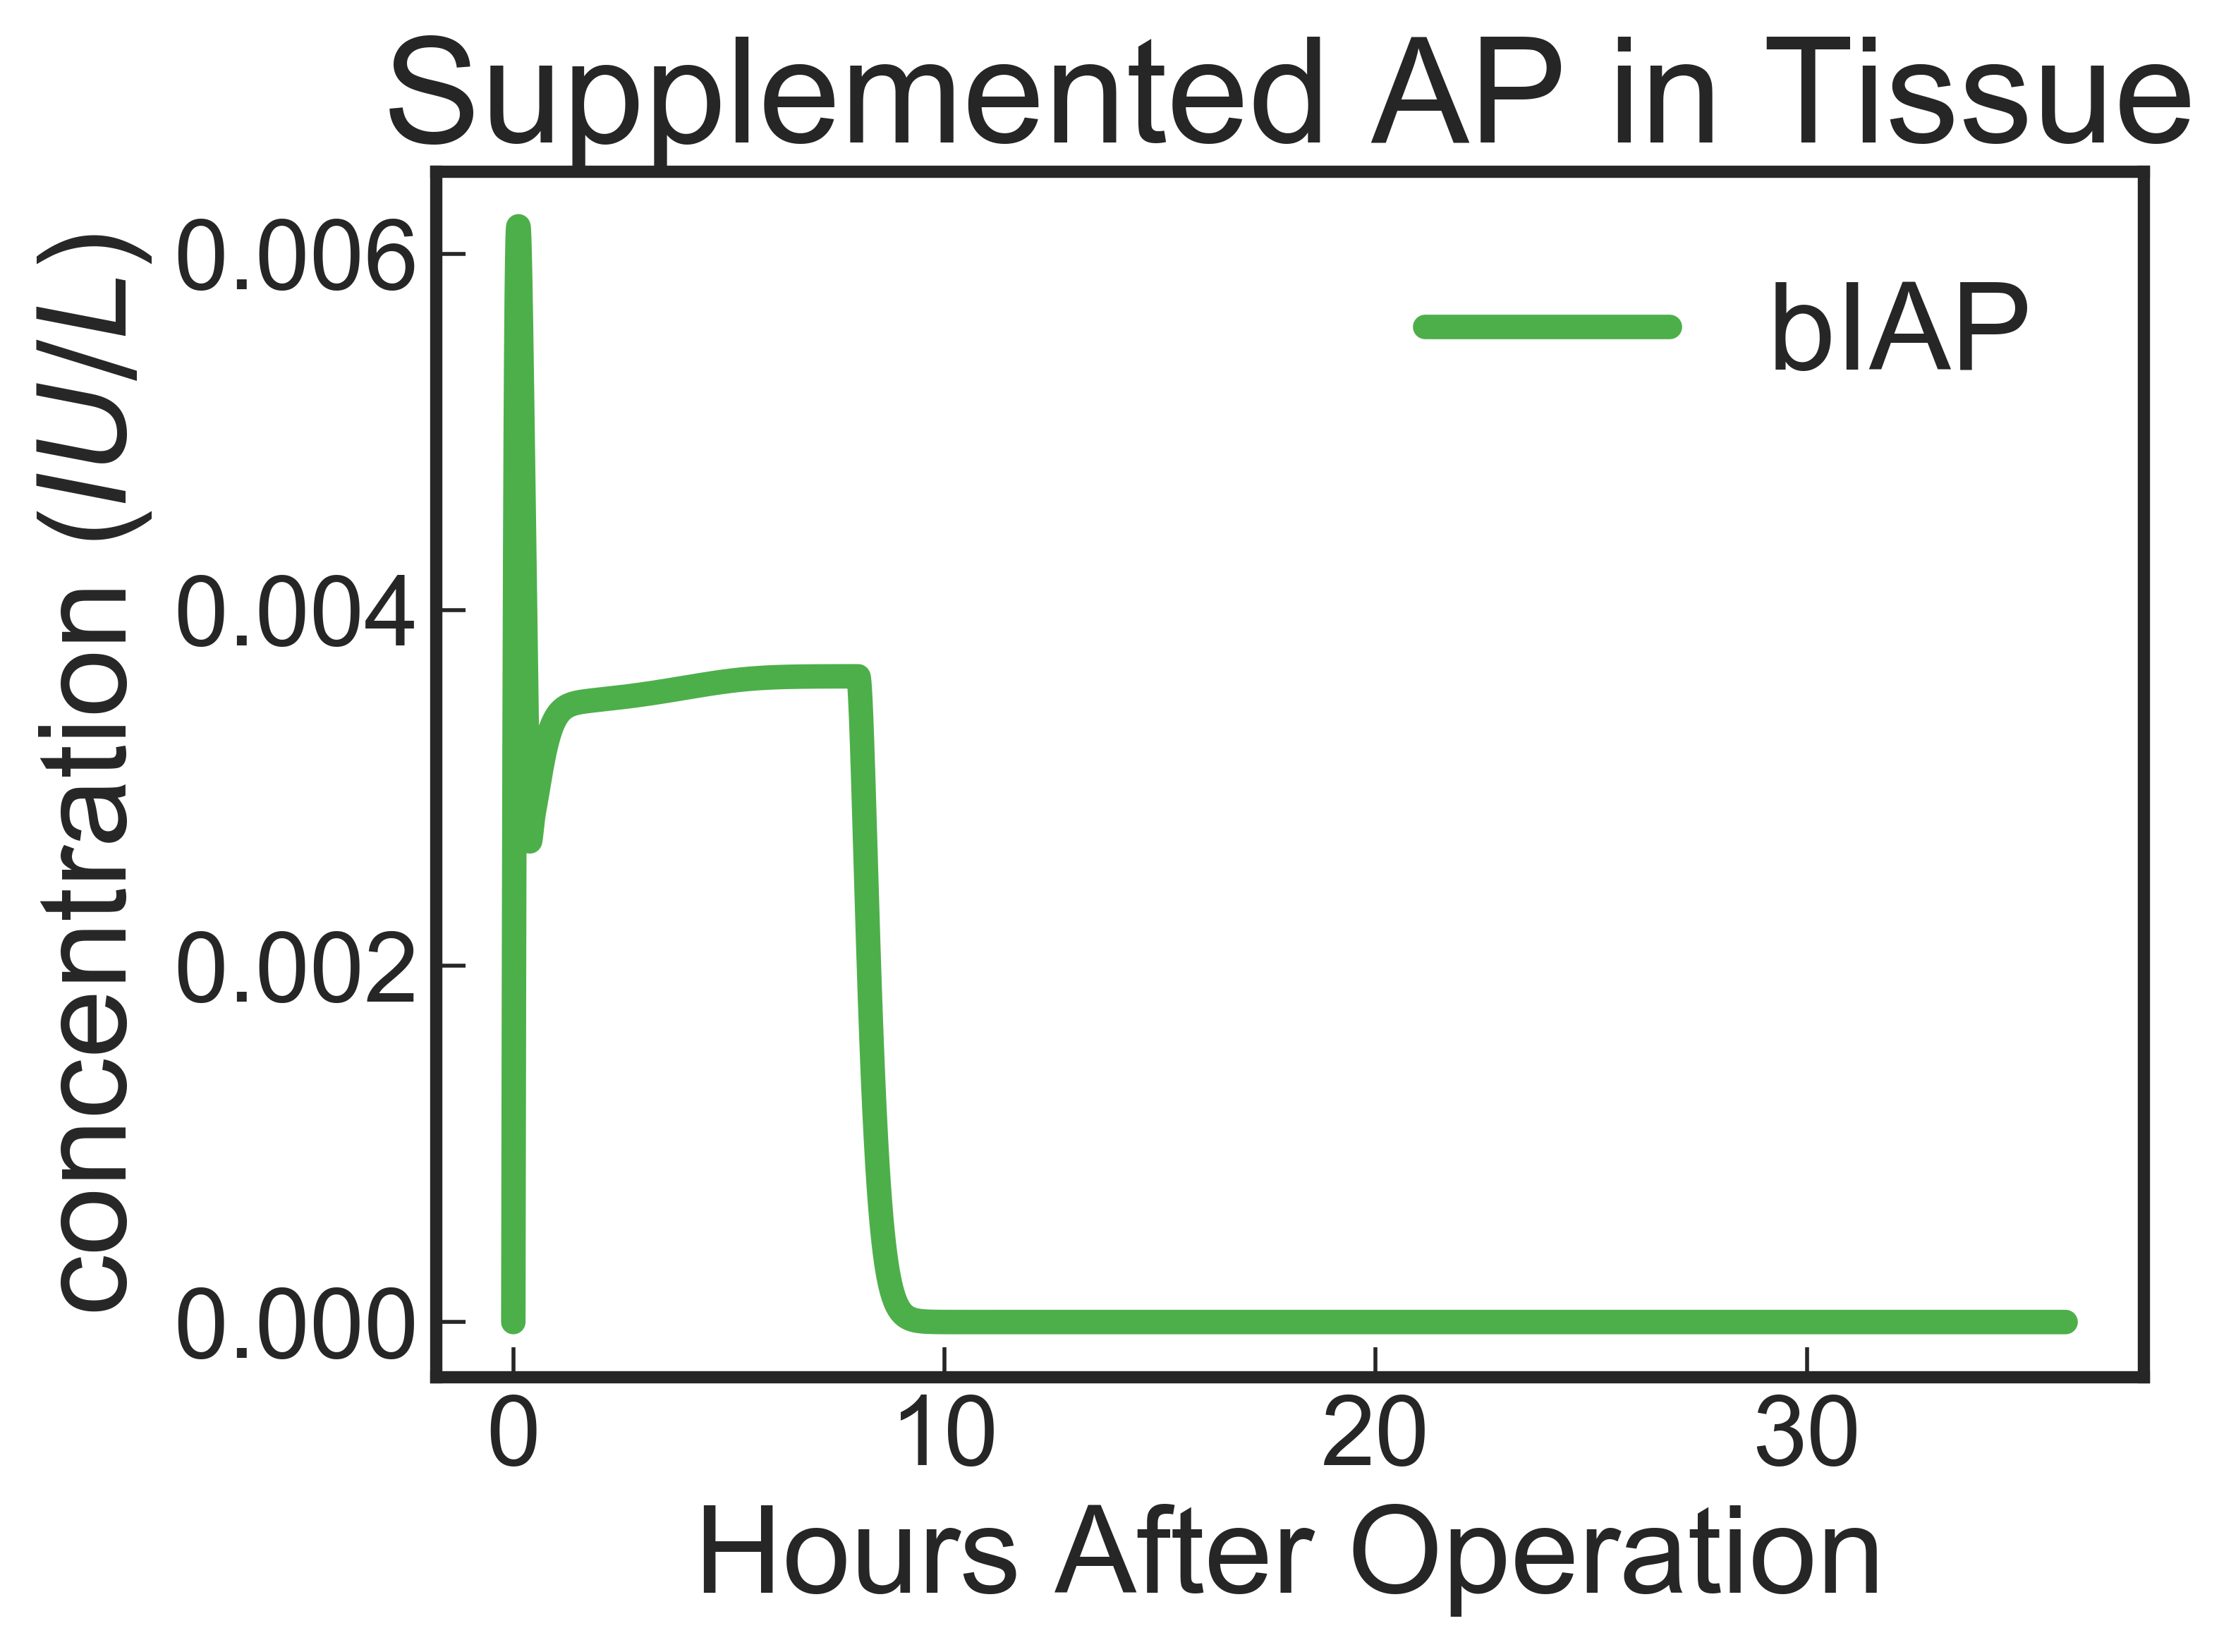 Supplemented AP in Tissue
concentration (IU/L)
0.006
0.004
0.002
0.000
bIAP
0 10 20 30
Hours After Operation